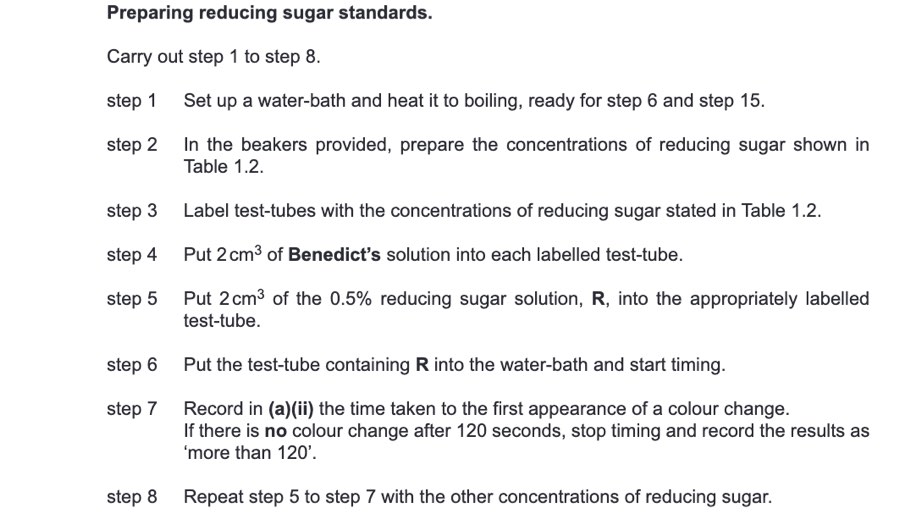 Preparing reducing sugar standards.
Carry out step 1 to step 8.
step 1 Set up a water-bath and heat it to boiling, ready for step 6 and step 15.
step 2 In the beakers provided, prepare the concentrations of reducing sugar shown in
Table 1.2.
step 3 Label test-tubes with the concentrations of reducing sugar stated in Table 1.2.
step 4 Put 2 cm³ of Benedict’s solution into each labelled test-tube.
step 5 Put 2 cm³ of the 0.5% reducing sugar solution, R, into the appropriately labelled
test-tube.
step 6 Put the test-tube containing R into the water-bath and start timing.
step 7 Record in (a)(ii) the time taken to the first appearance of a colour change.
If there is no colour change after 120 seconds, stop timing and record the results as
‘more than 120’.
step 8 Repeat step 5 to step 7 with the other concentrations of reducing sugar.